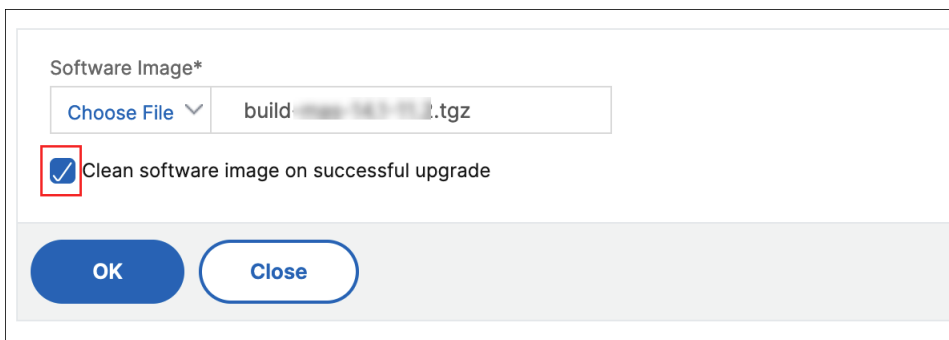 Software Image*
Choose File build- .tgz
Clean software image on successful upgrade
OK Close